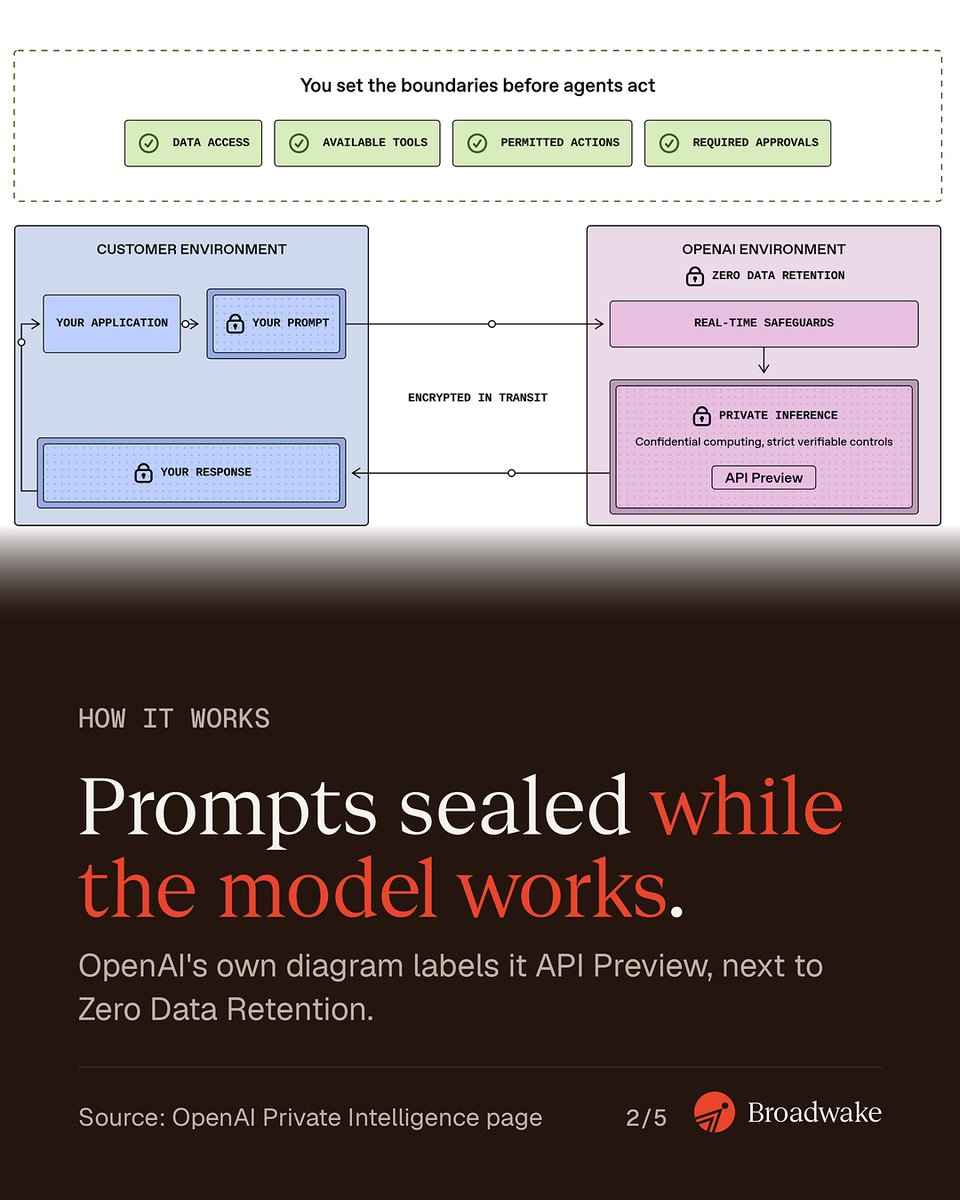 You set the boundaries before agents act
DATA ACCESS
AVAILABLE TOOLS
PERMITTED ACTIONS
REQUIRED APPROVALS
CUSTOMER ENVIRONMENT
YOUR APPLICATION
YOUR PROMPT
YOUR RESPONSE
ENCRYPTED IN TRANSIT
OPENAI ENVIRONMENT
ZERO DATA RETENTION
REAL-TIME SAFEGUARDS
PRIVATE INFERENCE
Confidential computing, strict verifiable controls
API Preview
HOW IT WORKS
Prompts sealed while
the model works.
OpenAI's own diagram labels it API Preview, next to
Zero Data Retention.
Source: OpenAI Private Intelligence page
2/5
Broadwake